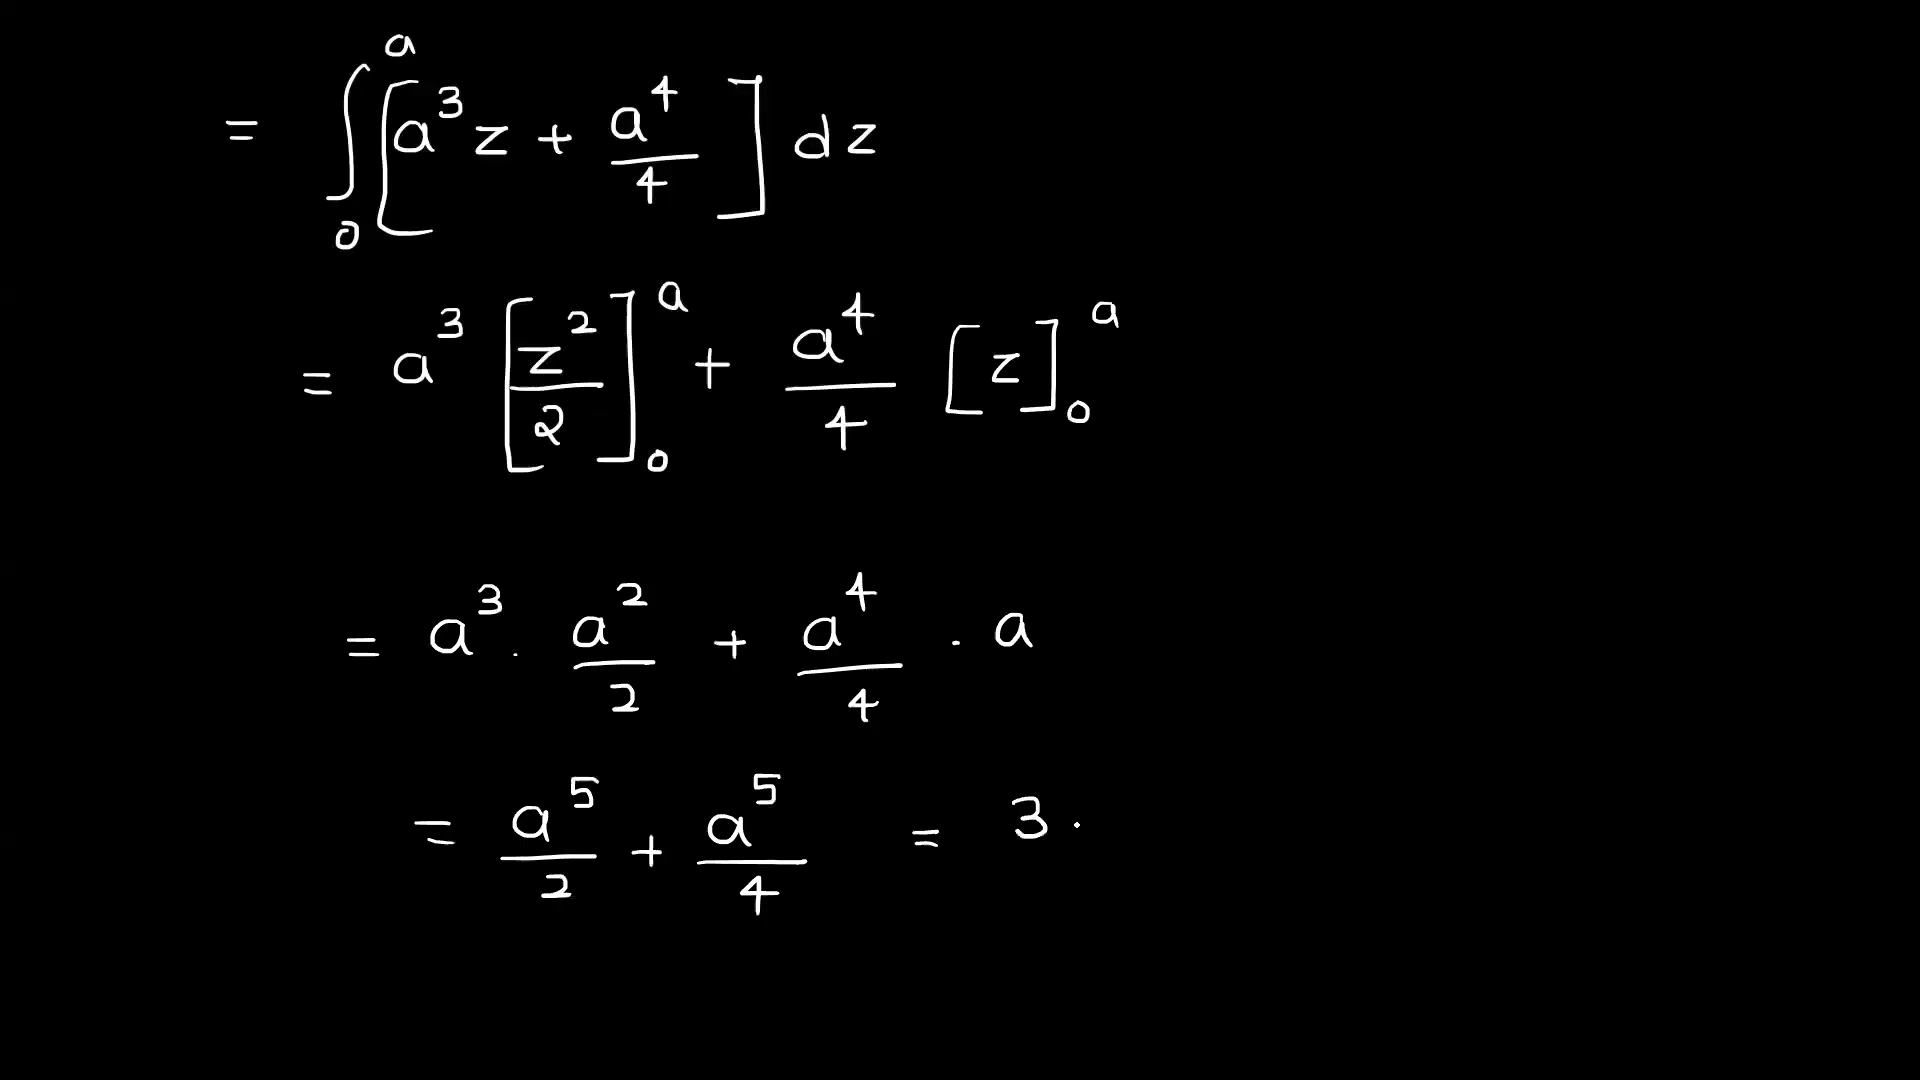 = ∫₀ᵃ [a³z + a⁴/4] dz
= a³ [z²/2]₀ᵃ + a⁴/4 [z]₀ᵃ
= a³ . a²/2 + a⁴/4 . a
= a⁵/2 + a⁵/4 = 3 .